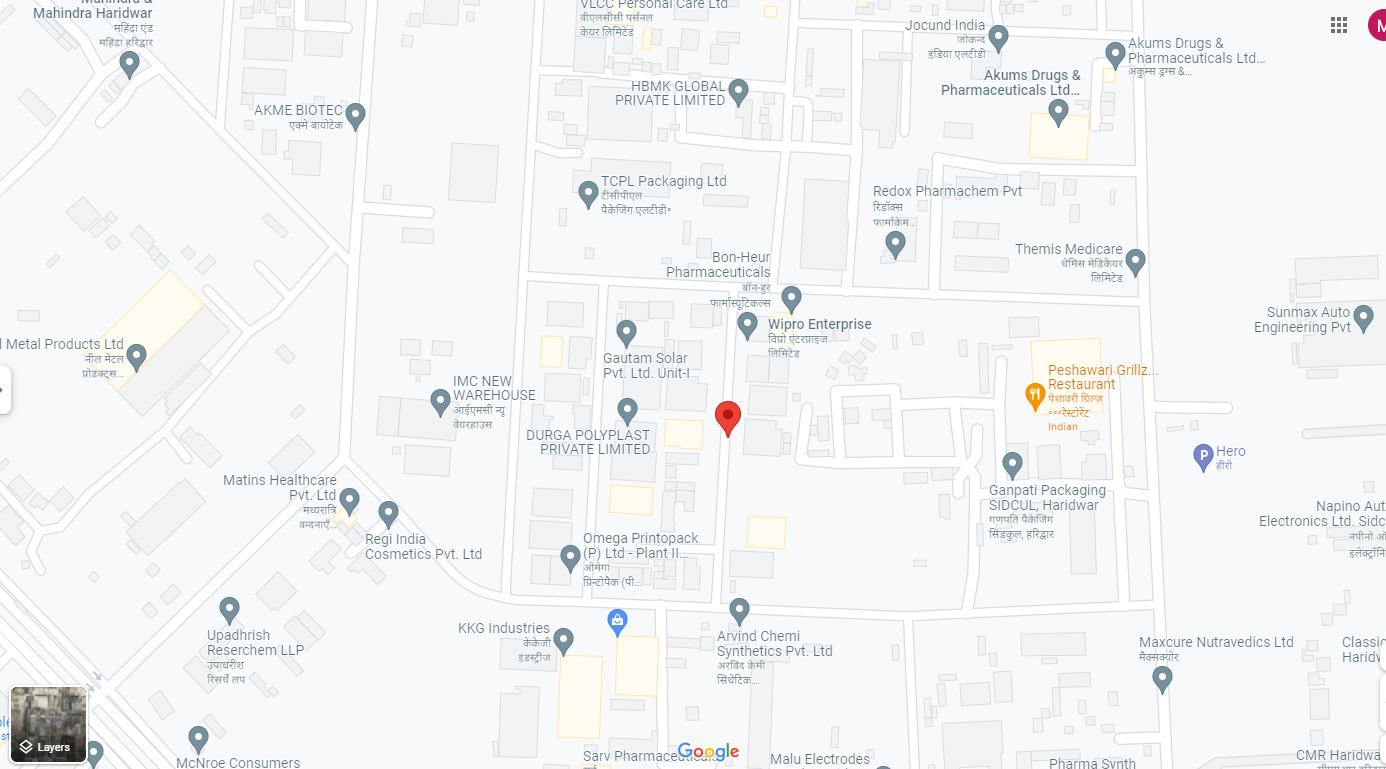 Mahindra &
Mahindra Haridwar
महिंद्रा एंड
महिंद्रा हरिद्वार
VLCC Personal Care Ltd
वीएलसीसी पर्सनल
केयर लिमिटेड
Jocund India
जोकन्द
इंडिया एलटीडी
Akums Drugs &
Pharmaceuticals Ltd...
अकुम्स ड्रग्स &...
Akums Drugs &
Pharmaceuticals Ltd...
HBMK GLOBAL
PRIVATE LIMITED
AKME BIOTEC
एक्मे बायोटेक
TCPL Packaging Ltd
टीसीपीएल
पैकेजिंग एलटीडी॰
Redox Pharmachem Pvt
रिडॉक्स
फार्माकेम...
Themis Medicare
थेमिस मेडिकेयर
लिमिटेड
Bon-Heur
Pharmaceuticals
बॉन-हुर
फार्मास्यूटिकल्स
Wipro Enterprise
विप्रो एंटरप्राइज
लिमिटेड
Sunmax Auto
Engineering Pvt
l Metal Products Ltd
नील मेटल
प्रोडक्ट्स...
Gautam Solar
Pvt. Ltd. Unit-I
Peshawari Grillz...
Restaurant
पेशावरी ग्रिल्ज
॰॰॰रेस्टोरेंट
Indian
IMC NEW
WAREHOUSE
आईएमसी न्यू
वेयरहाउस
DURGA POLYPLAST
PRIVATE LIMITED
Hero
हीरो
Matins Healthcare
Pvt. Ltd
मध्यरात्रि
वन्दनाएँ...
Ganpati Packaging
SIDCUL, Haridwar
गणपति पैकेजिंग
सिडकुल, हरिद्वार
Napino Aut
Electronics Ltd. Sidc
नपीनो ऑ
इलेक्ट्रॉनि
Regi India
Cosmetics Pvt. Ltd
Omega Printopack
(P) Ltd - Plant II...
ओमेगा
प्रिन्टोपैक (पी...
Upadhrish
Reserchem LLP
उपाधरीश
रिसर्च लप
KKG Industries
केकेजी
इंडस्ट्रीज
Arvind Chemi
Synthetics Pvt. Ltd
अरविंद केमी
सिंथेटिक...
Maxcure Nutravedics Ltd
मैक्सक्योर
Classic
Haridw
Layers
McNroe Consumers
Sarv Pharmaceuticals
Google
Malu Electrodes
Pharma Synth
CMR Haridwa